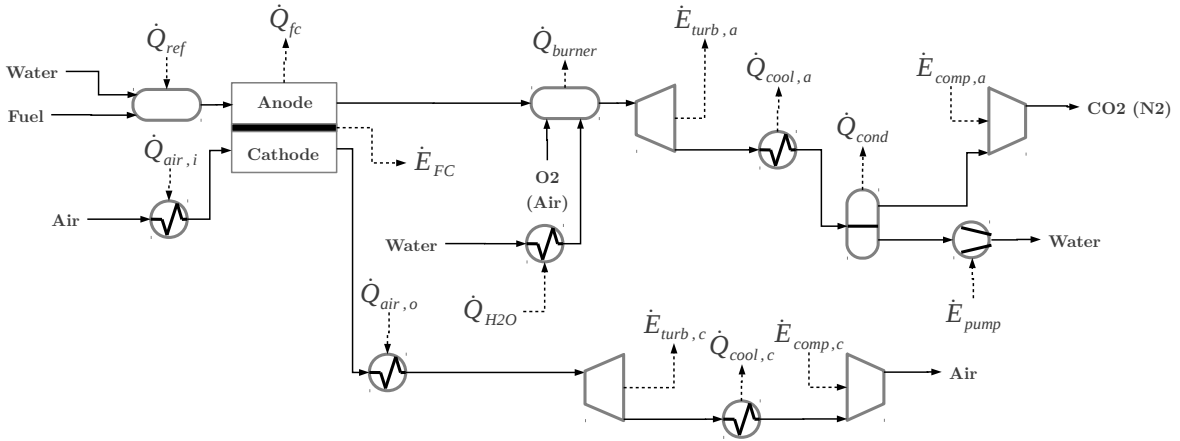 Q̇_ref
Q̇_fc
Water
Fuel
Anode
Cathode
Q̇_air,i
Air
Ė_FC
Q̇_burner
O2
(Air)
Water
Q̇_H2O
Ė_turb,a
Q̇_cool,a
Q̇_cond
Ė_comp,a
CO2 (N2)
Water
Ė_pump
Q̇_air,o
Ė_turb,c
Q̇_cool,c
Ė_comp,c
Air